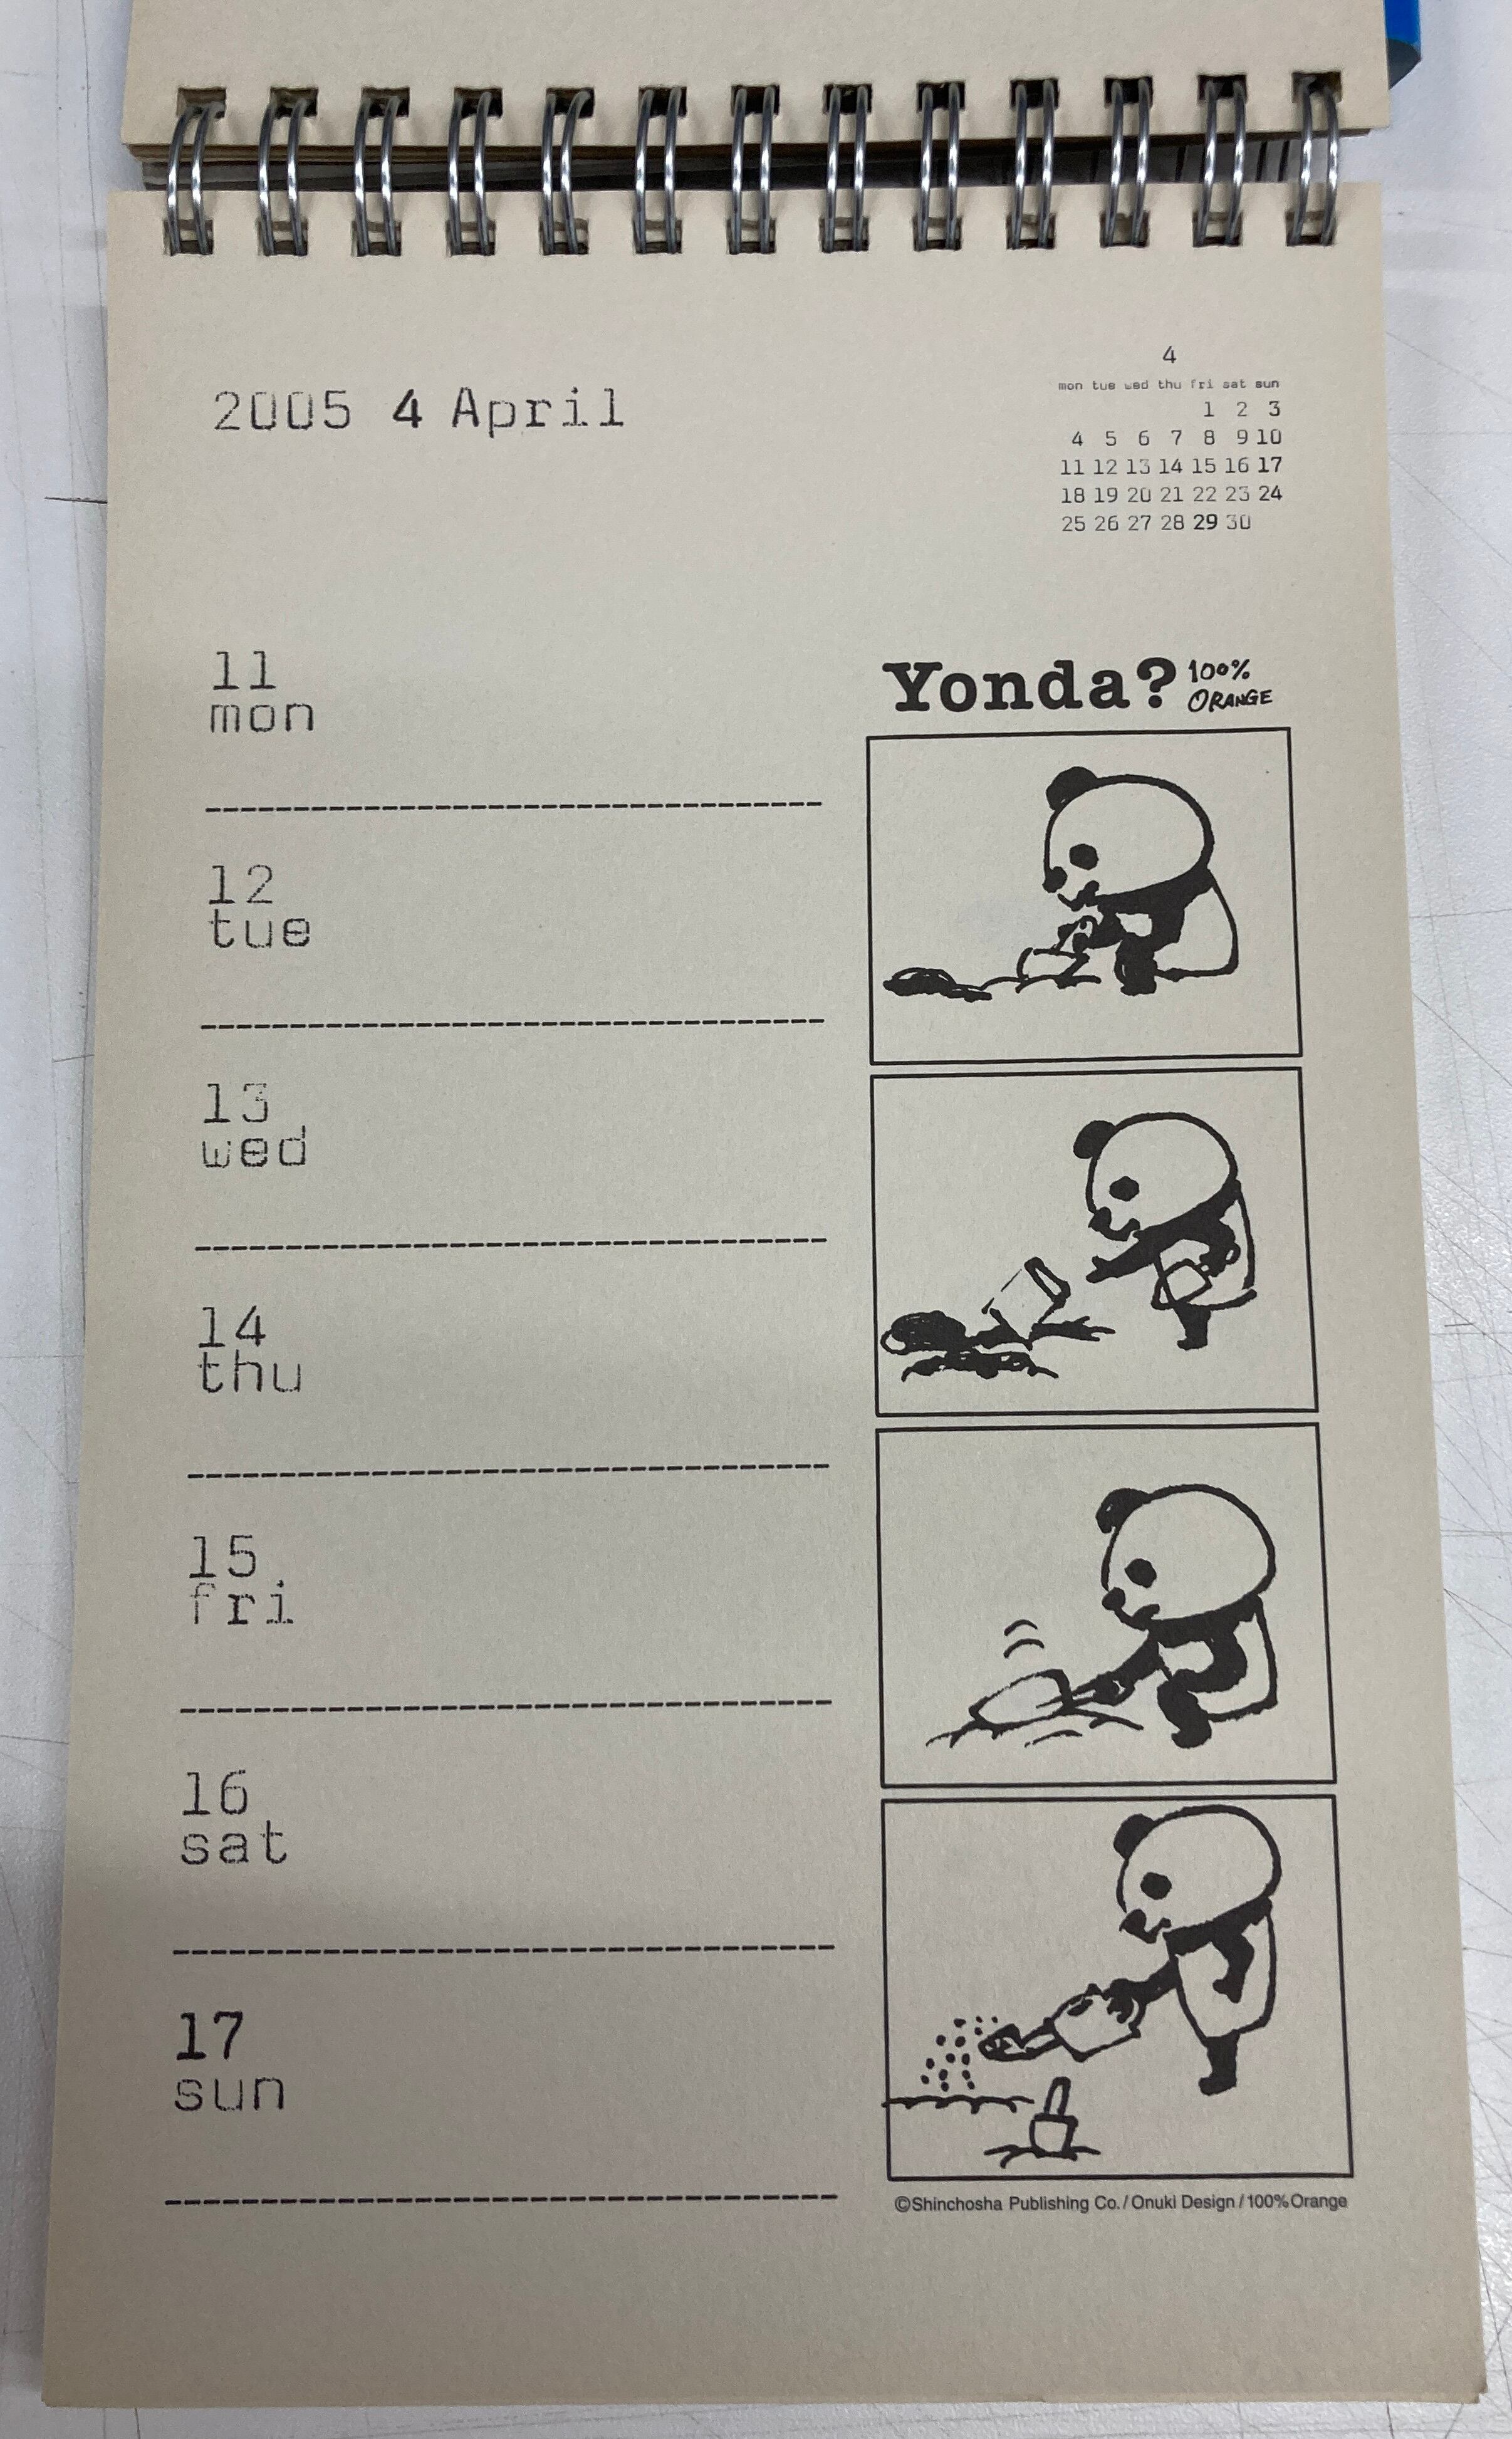 2005 4 April
4
mon tue wed thu fri sat sun
1 2 3
4 5 6 7 8 9 10
11 12 13 14 15 16 17
18 19 20 21 22 23 24
25 26 27 28 29 30
11
mon
12
tue
13
wed
14
thu
15
fri
16
sat
17
sun
Yonda? 100%
ORANGE
©Shinchosha Publishing Co. / Onuki Design / 100% Orange